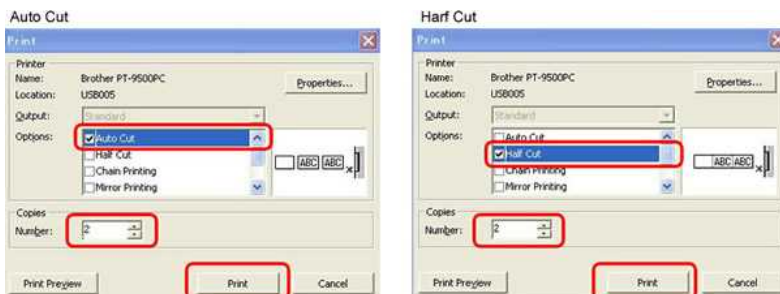 Auto Cut
Print
Printer
Name: Brother PT-9500PC
Properties...
Location: USB005
Output: Standard
Options: Auto Cut
Half Cut
Chain Printing
Mirror Printing
ABC ABC x
Copies
Number: 2
Print Preview Print Cancel
Harf Cut
Print
Printer
Name: Brother PT-9500PC
Properties...
Location: USB005
Output: Standard
Options: Auto Cut
Half Cut
Chain Printing
Mirror Printing
ABC ABC x
Copies
Number: 2
Print Preview Print Cancel